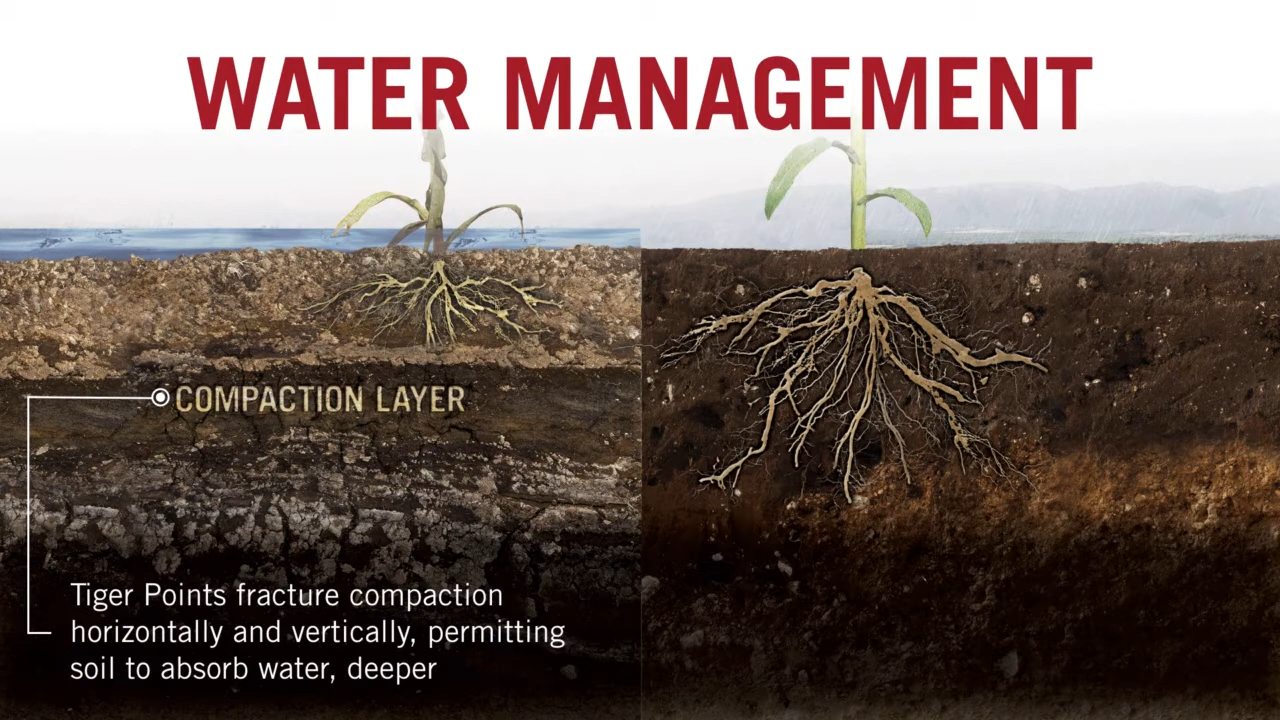 WATER MANAGEMENT
COMPACTION LAYER
Tiger Points fracture compaction
horizontally and vertically, permitting
soil to absorb water, deeper